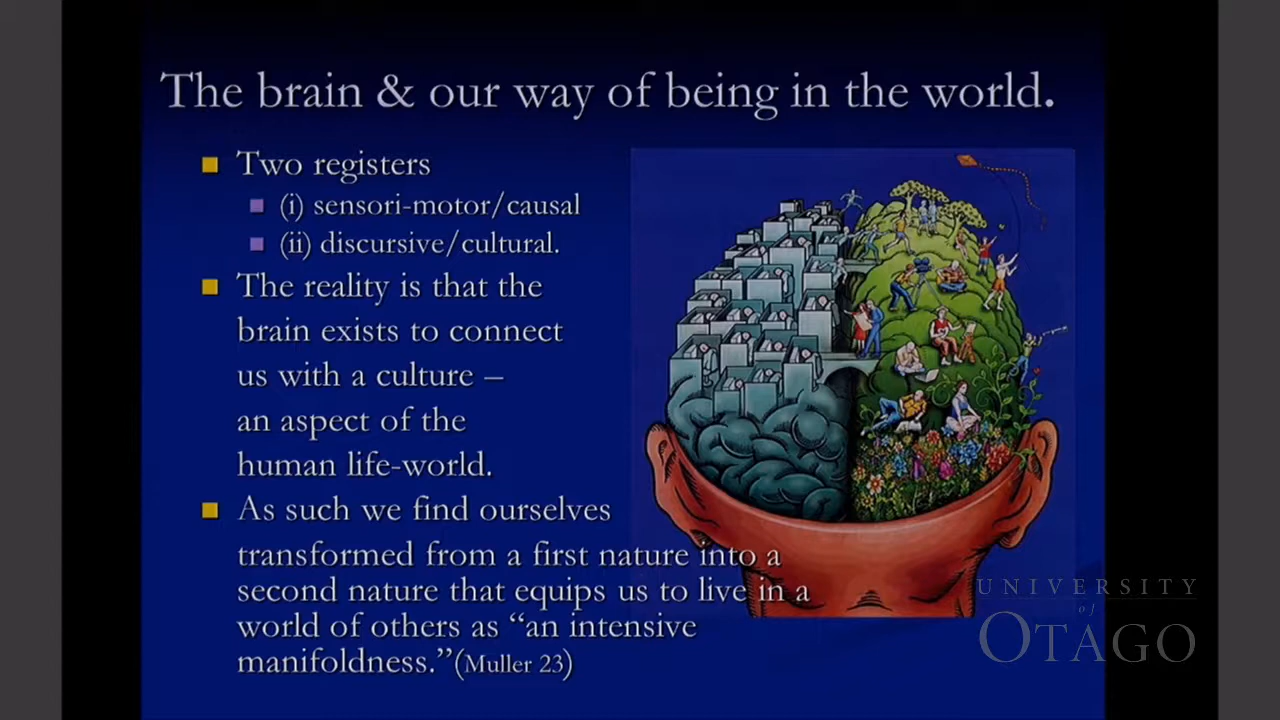 The brain & our way of being in the world.
Two registers
(i) sensori-motor/causal
(ii) discursive/cultural.
The reality is that the
brain exists to connect
us with a culture –
an aspect of the
human life-world.
As such we find ourselves
transformed from a first nature into a
second nature that equips us to live in a
world of others as “an intensive
manifoldness.”(Muller 23)
UNIVERSITY
of
OTAGO